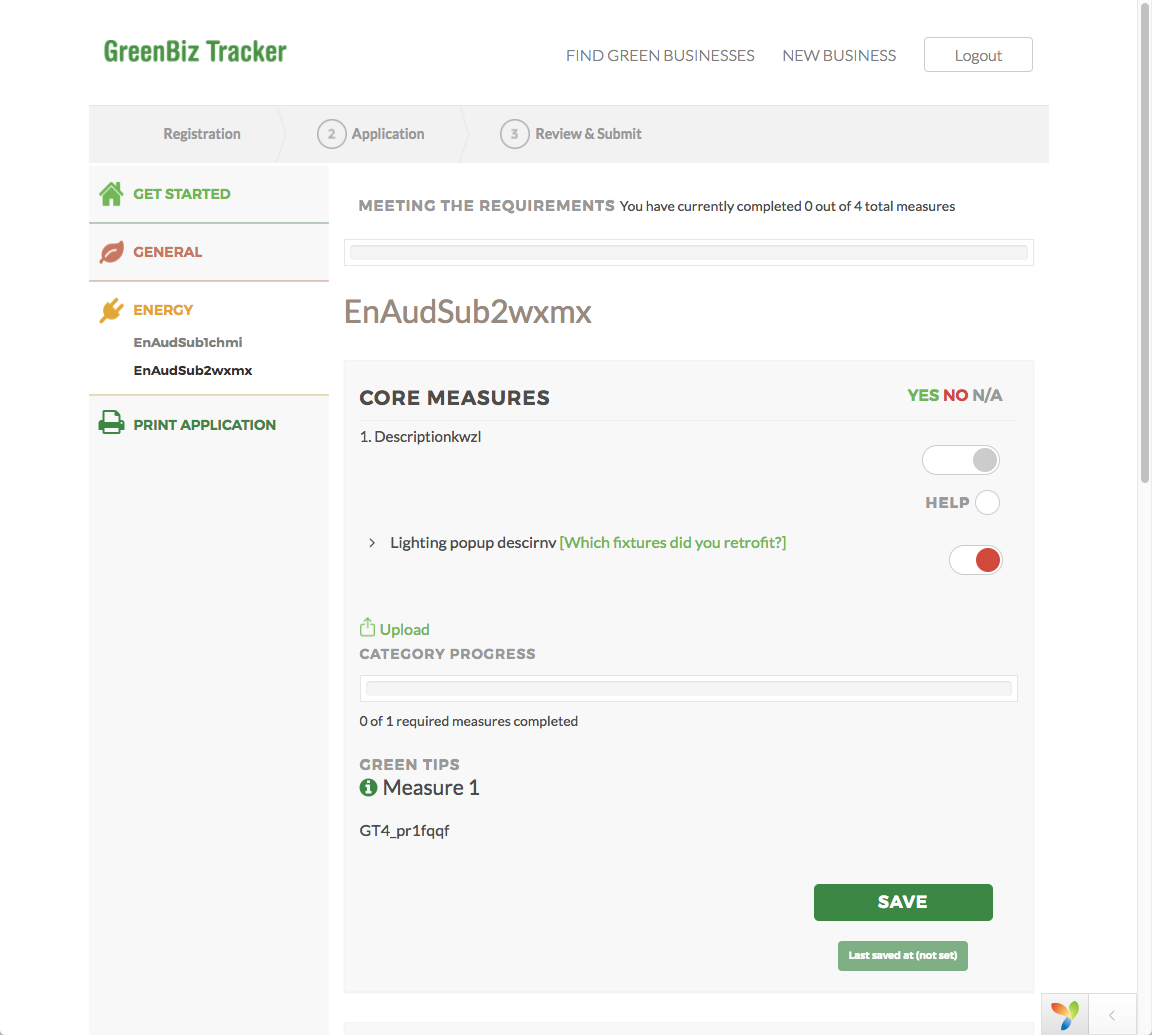 GreenBiz Tracker
FIND GREEN BUSINESSES NEW BUSINESS Logout
Registration 2 Application 3 Review & Submit
GET STARTED
GENERAL
ENERGY
EnAudSub1chmi
EnAudSub2wxmx
PRINT APPLICATION
MEETING THE REQUIREMENTS You have currently completed 0 out of 4 total measures
EnAudSub2wxmx
CORE MEASURES YES NO N/A
1. Descriptionkwzl
HELP
Lighting popup descirnv [Which fixtures did you retrofit?]
Upload
CATEGORY PROGRESS
0 of 1 required measures completed
GREEN TIPS
Measure 1
GT4_pr1fqqf
SAVE
Last saved at (not set)